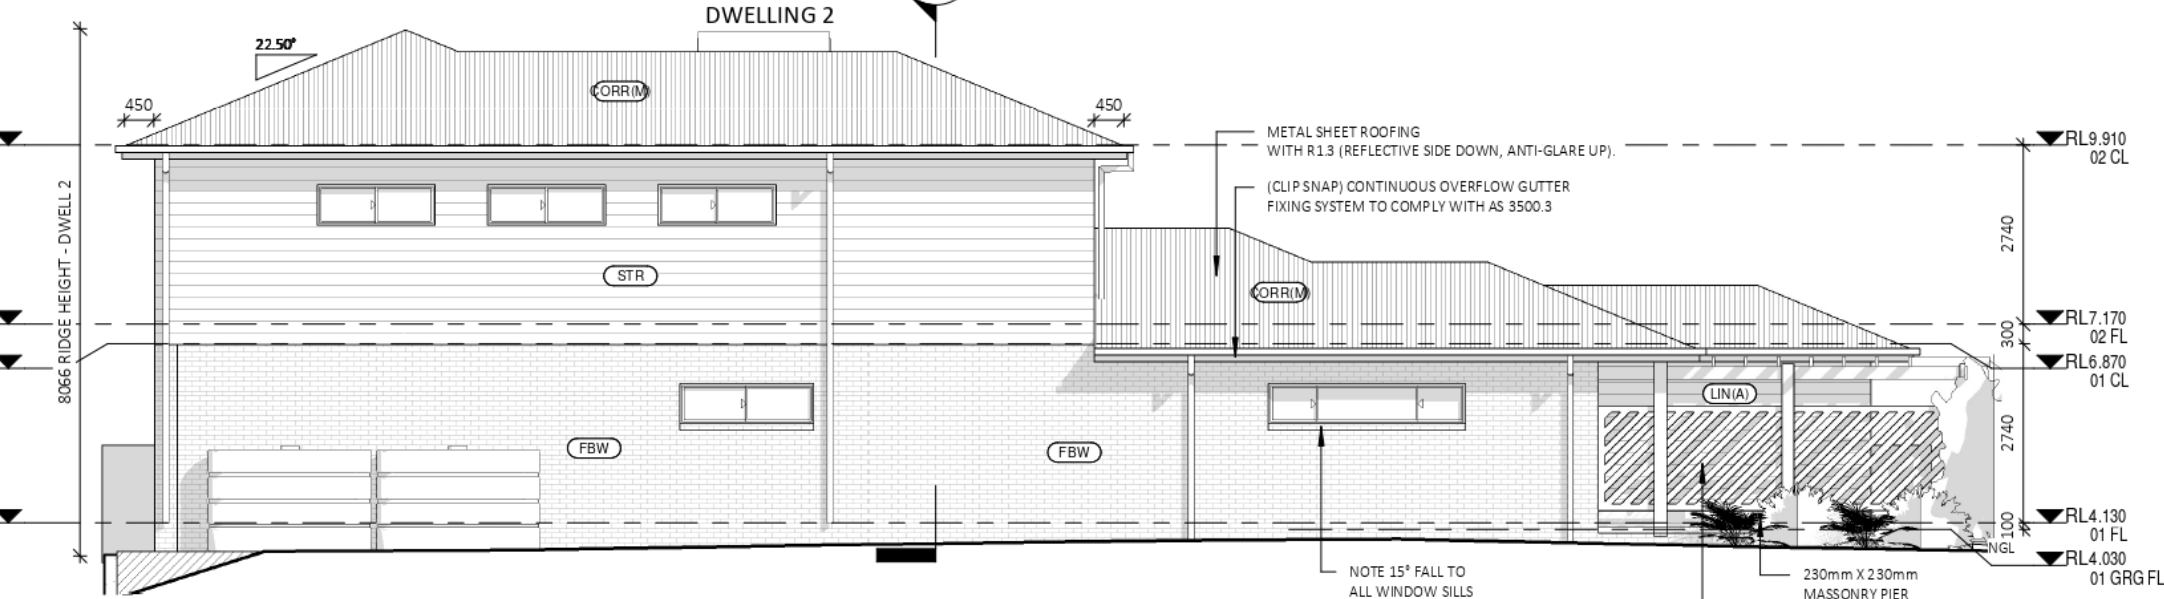 DWELLING 2
22.50°
CORR(M)
450
450
METAL SHEET ROOFING
WITH R1.3 (REFLECTIVE SIDE DOWN, ANTI-GLARE UP).
RL9.910
02 CL
(CLIP SNAP) CONTINUOUS OVERFLOW GUTTER
FIXING SYSTEM TO COMPLY WITH AS 3500.3
8066 RIDGE HEIGHT - DWELL 2
2740
STR
CORR(M)
RL7.170
02 FL
300
RL6.870
01 CL
LIN(A)
FBW
FBW
2740
RL4.130
01 FL
100
NGL
RL4.030
01 GRG FL
NOTE 15° FALL TO
ALL WINDOW SILLS
230mm X 230mm
MASSONRY PIER